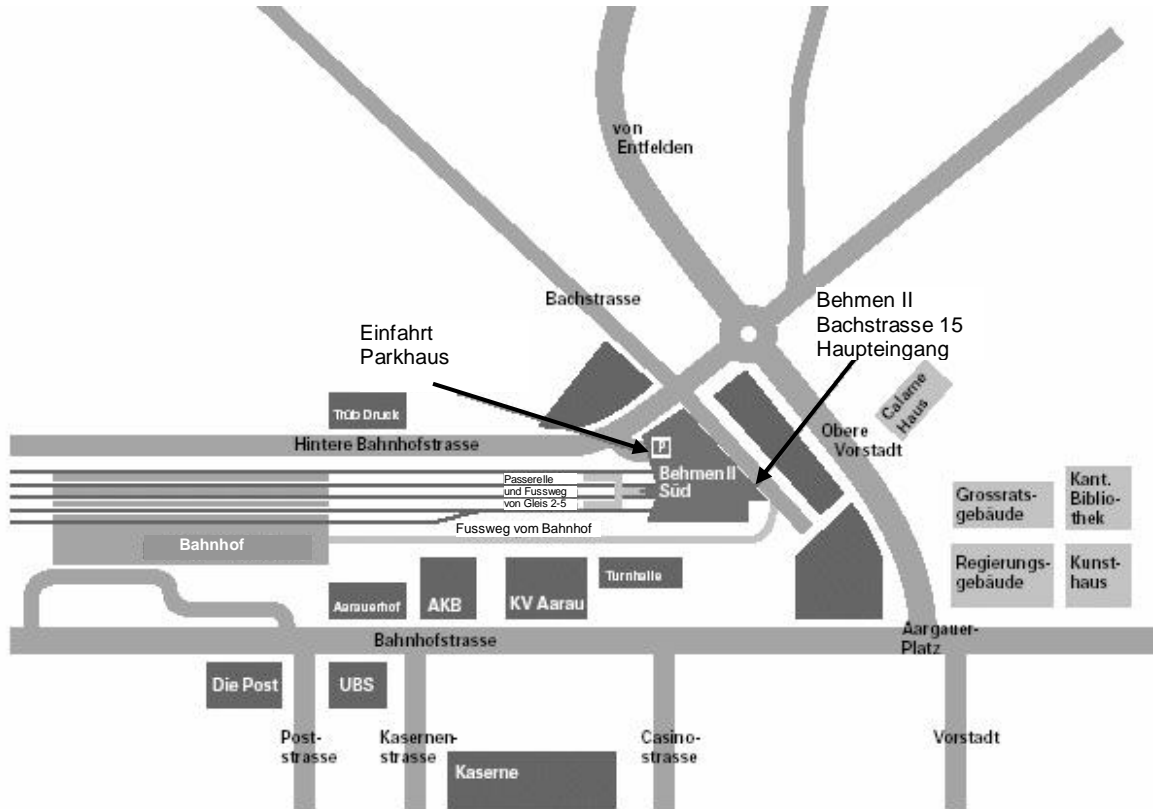 von
Entfelden
Bachstrasse
Behmen II
Bachstrasse 15
Haupteingang
Einfahrt
Parkhaus
Calame
Haus
Trüb Druck
Obere
Vorstadt
Hintere Bahnhofstrasse
P
Behmen II
Süd
Passerelle
und Fussweg
von Gleis 2-5
Grossrats-
gebäude
Kant.
Biblio-
thek
Fussweg vom Bahnhof
Bahnhof
Regierungs-
gebäude
Kunst-
haus
Turnhalle
Aarauerhof
AKB
KV Aarau
Bahnhofstrasse
Aargauer-
Platz
Die Post
UBS
Post-
strasse
Kasernen-
strasse
Casino-
strasse
Vorstadt
Kaserne